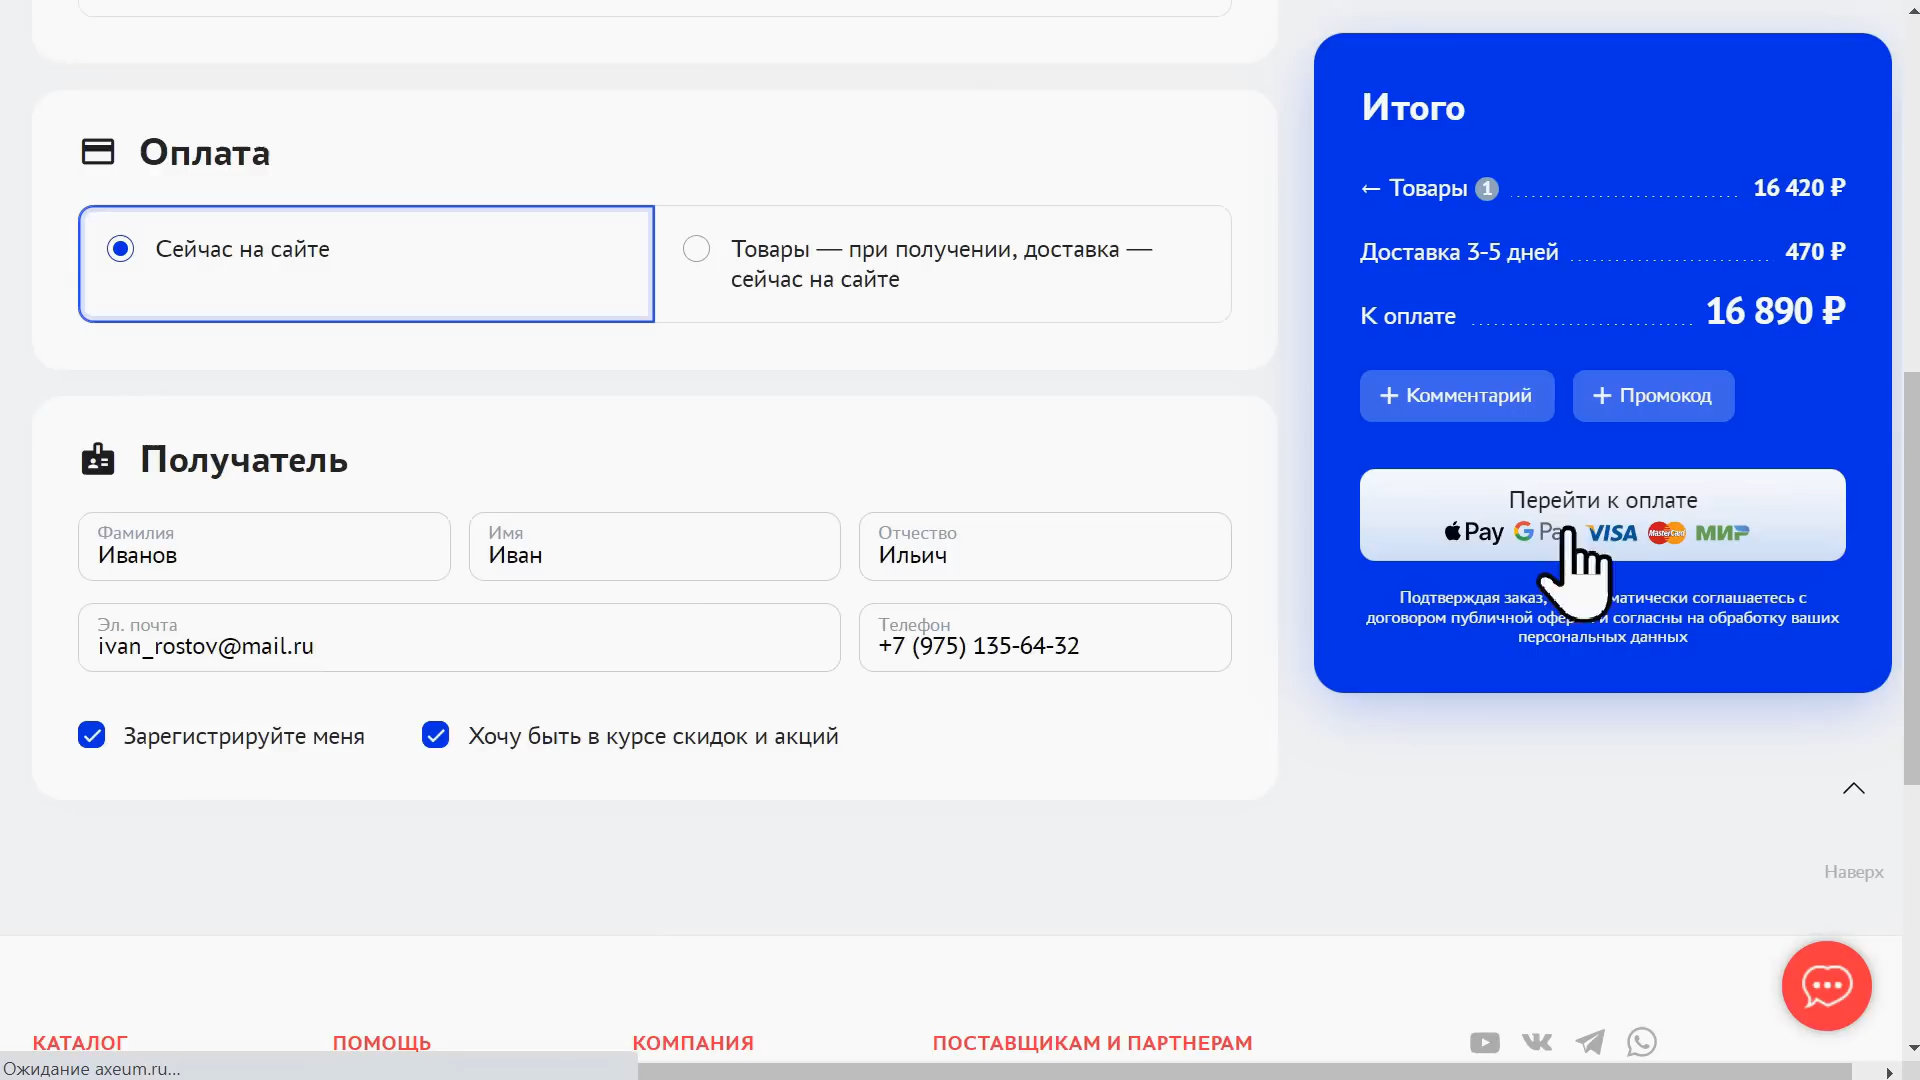 Оплата
Сейчас на сайте
Товары — при получении, доставка —
сейчас на сайте
Получатель
Фамилия
Иванов
Имя
Иван
Отчество
Ильич
Эл. почта
ivan_rostov@mail.ru
Телефон
+7 (975) 135-64-32
Зарегистрируйте меня
Хочу быть в курсе скидок и акций
Итого
← Товары 1 16 420 ₽
Доставка 3-5 дней 470 ₽
К оплате 16 890 ₽
+ Комментарий
+ Промокод
Перейти к оплате
Pay G VISA MasterCard МИР
Подтверждая заказ, соглашаетесь с
договором публичной и согласны на обработку ваших
персональных данных
Наверх
КАТАЛОГ
ПОМОЩЬ
КОМПАНИЯ
ПОСТАВЩИКАМ И ПАРТНЕРАМ
Ожидание axeum.ru...